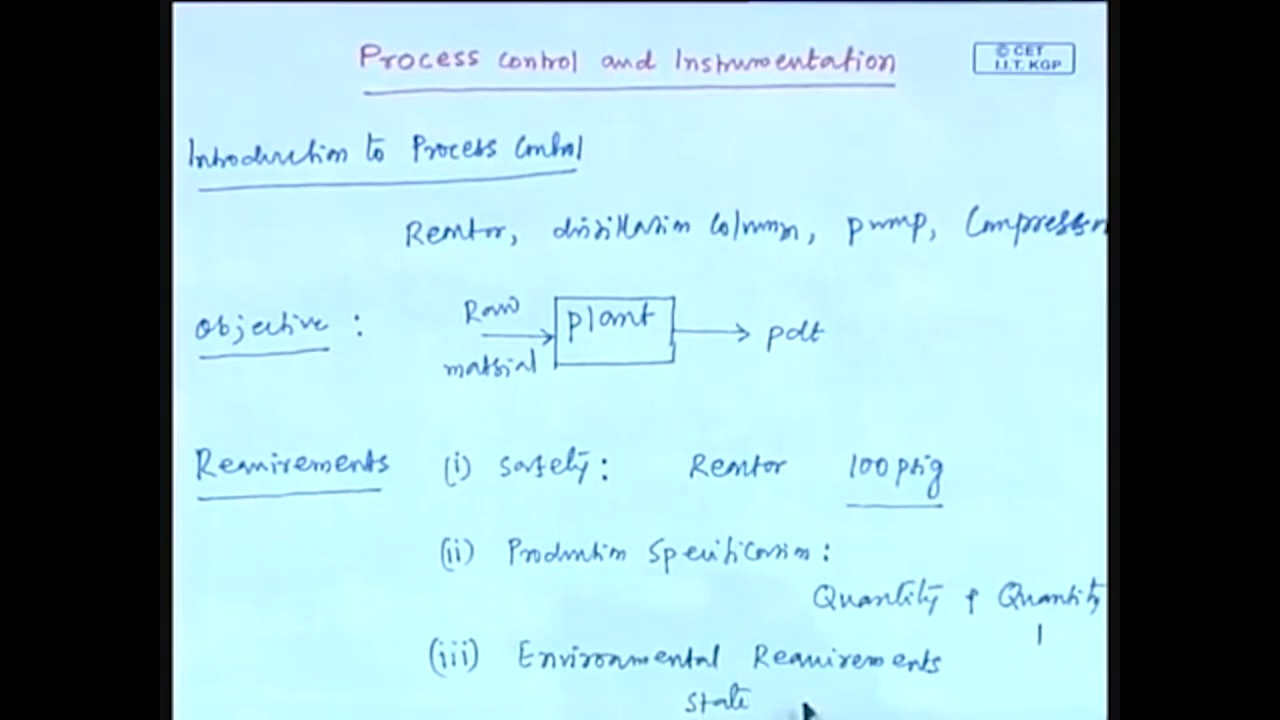 Process Control and Instrumentation
© CET
I.I.T. KGP
Introduction to Process Control
Reactor, distillation column, pump, Compressor
Objective :
Raw
material
plant
pdt
Requirements (i) Safety : Reactor 100 psig
(ii) Production Specification :
Quantity & Quantity
(iii) Environmental Requirements
State